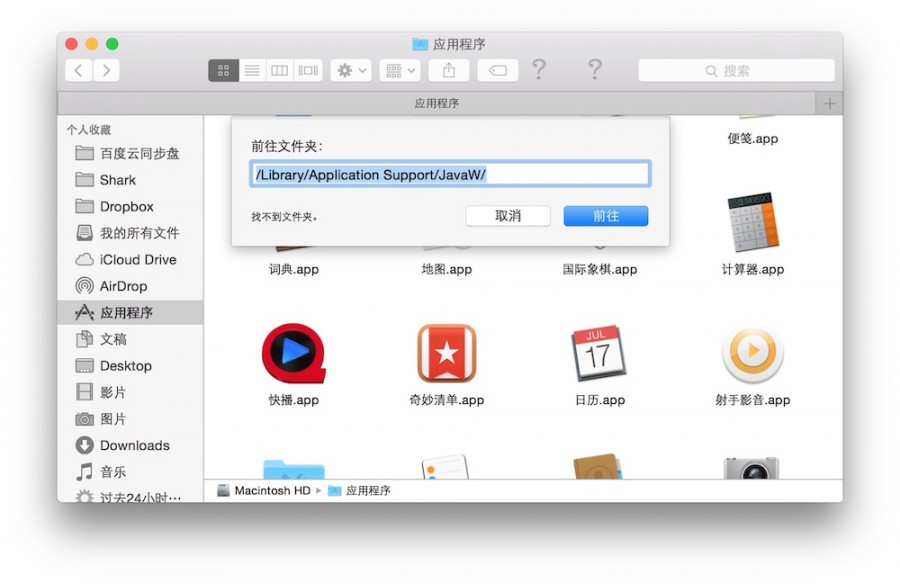 应用程序
搜索
应用程序
个人收藏
百度云同步盘
Shark
Dropbox
我的所有文件
iCloud Drive
AirDrop
应用程序
文稿
Desktop
影片
图片
Downloads
音乐
过去24小时…
前往文件夹:
/Library/Application Support/JavaW/
找不到文件夹。
取消
前往
便笺.app
词典.app
地图.app
国际象棋.app
计算器.app
快播.app
奇妙清单.app
JUL
17
日历.app
射手影音.app
Macintosh HD ▸ 应用程序